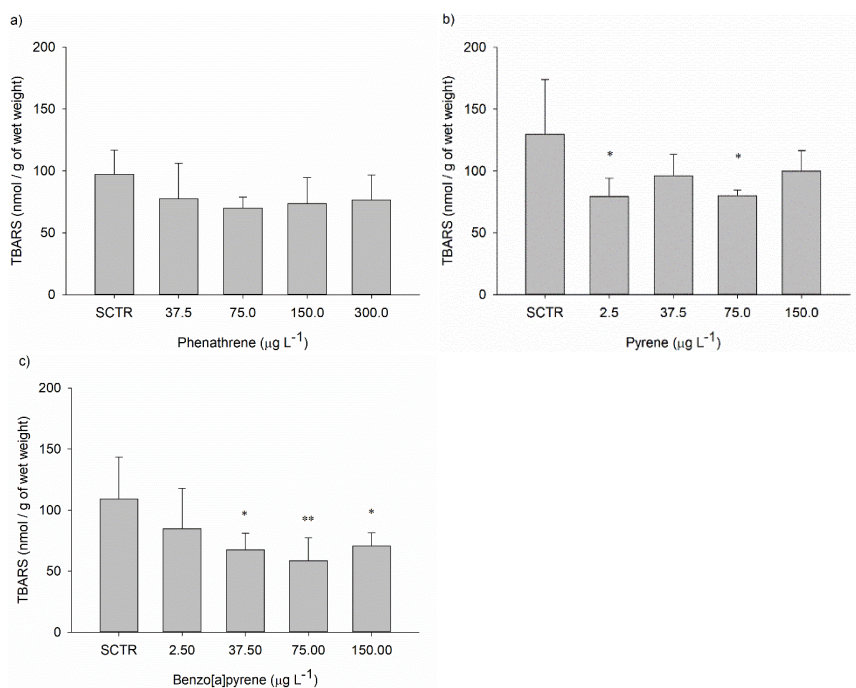 a)
TBARS (nmol / g of wet weight)
200
150
100
50
0
SCTR 37.5 75.0 150.0 300.0
Phenathrene (µg L-1)
b)
TBARS (nmol / g of wet weight)
200
150
100
50
0
* *
SCTR 2.5 37.5 75.0 150.0
Pyrene (µg L-1)
c)
TBARS (nmol / g of wet weight)
200
150
100
50
0
* ** *
SCTR 2.50 37.50 75.00 150.00
Benzo[a]pyrene (µg L-1)